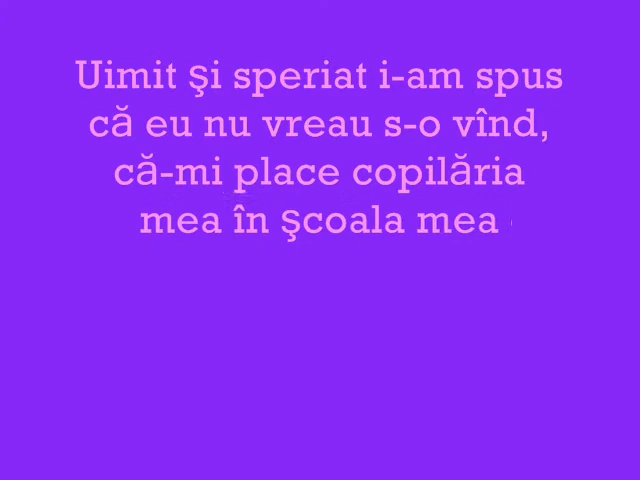 Uimit şi speriat i-am spus
că eu nu vreau s-o vînd,
că-mi place copilăria
mea în şcoala mea